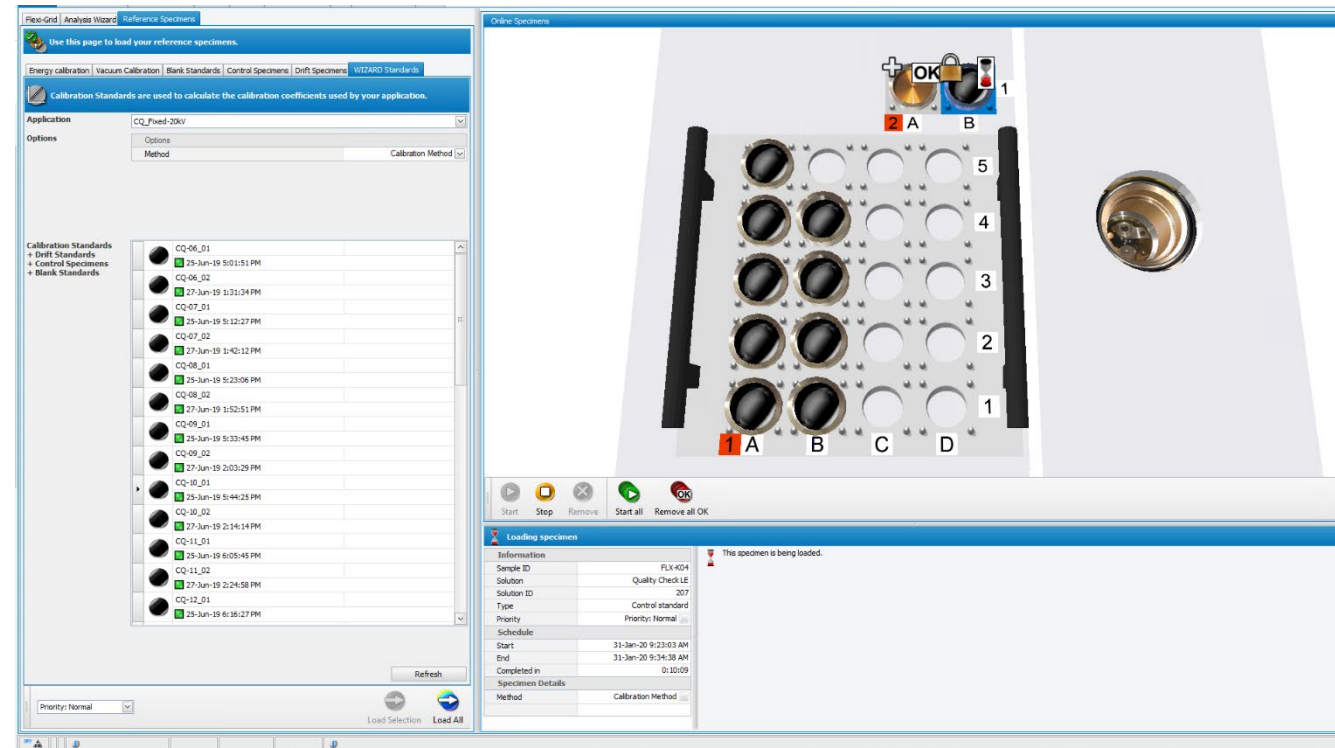 Flexi-Grid Analysis Wizard Reference Specimens
Use this page to load your reference specimens.
Energy calibration Vacuum Calibration Blank Standards Control Specimens Drift Specimens WIZARD Standards
Calibration Standards are used to calculate the calibration coefficients used by your application.
Application CQ_Fixed-20kV
Options Options
Method Calibration Method
Calibration Standards
+ Drift Standards
+ Control Specimens
+ Blank Standards
CQ-06_01
25-Jun-19 5:01:51 PM
CQ-06_02
27-Jun-19 1:31:34 PM
CQ-07_01
25-Jun-19 5:12:27 PM
CQ-07_02
27-Jun-19 1:42:12 PM
CQ-08_01
25-Jun-19 5:23:06 PM
CQ-08_02
27-Jun-19 1:52:51 PM
CQ-09_01
25-Jun-19 5:33:45 PM
CQ-09_02
27-Jun-19 2:03:29 PM
CQ-10_01
25-Jun-19 5:44:25 PM
CQ-10_02
27-Jun-19 2:14:14 PM
CQ-11_01
25-Jun-19 6:05:45 PM
CQ-11_02
27-Jun-19 2:24:58 PM
CQ-12_01
25-Jun-19 6:16:27 PM
Refresh
Priority: Normal
Load Selection Load All
Online Specimens
OK
1
2 A B
5
4
3
2
1
1 A B C D
Start Stop Remove Start all OK Remove all OK
Loading specimen
Information
Sample ID FLX-K04
Solution Quality Check LE
Solution ID 207
Type Control standard
Priority Priority: Normal
Schedule
Start 31-Jan-20 9:23:03 AM
End 31-Jan-20 9:34:38 AM
Completed in 0:10:09
Specimen Details
Method Calibration Method
This specimen is being loaded.